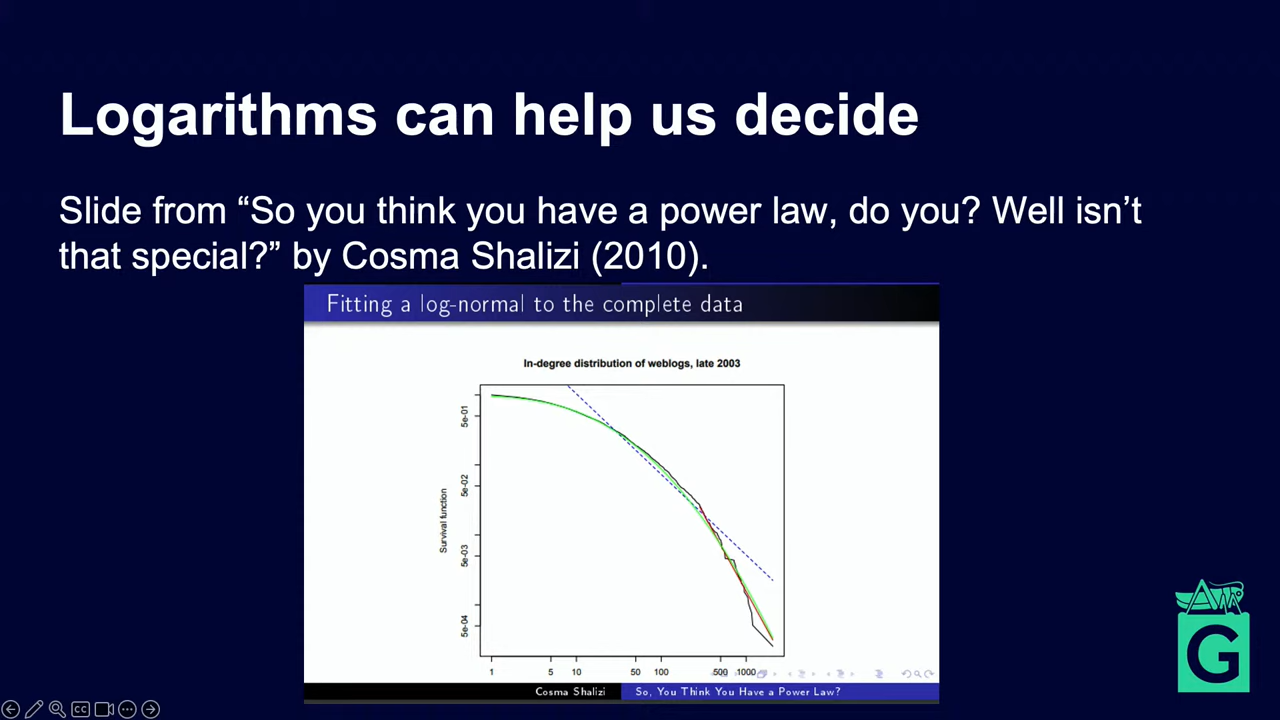 Logarithms can help us decide
Slide from “So you think you have a power law, do you? Well isn’t
that special?” by Cosma Shalizi (2010).
Fitting a log-normal to the complete data
In-degree distribution of weblogs, late 2003
Survival function
5e-01
5e-02
5e-03
5e-04
1 5 10 50 100 500 1000
Cosma Shalizi So, You Think You Have a Power Law?
G
CC